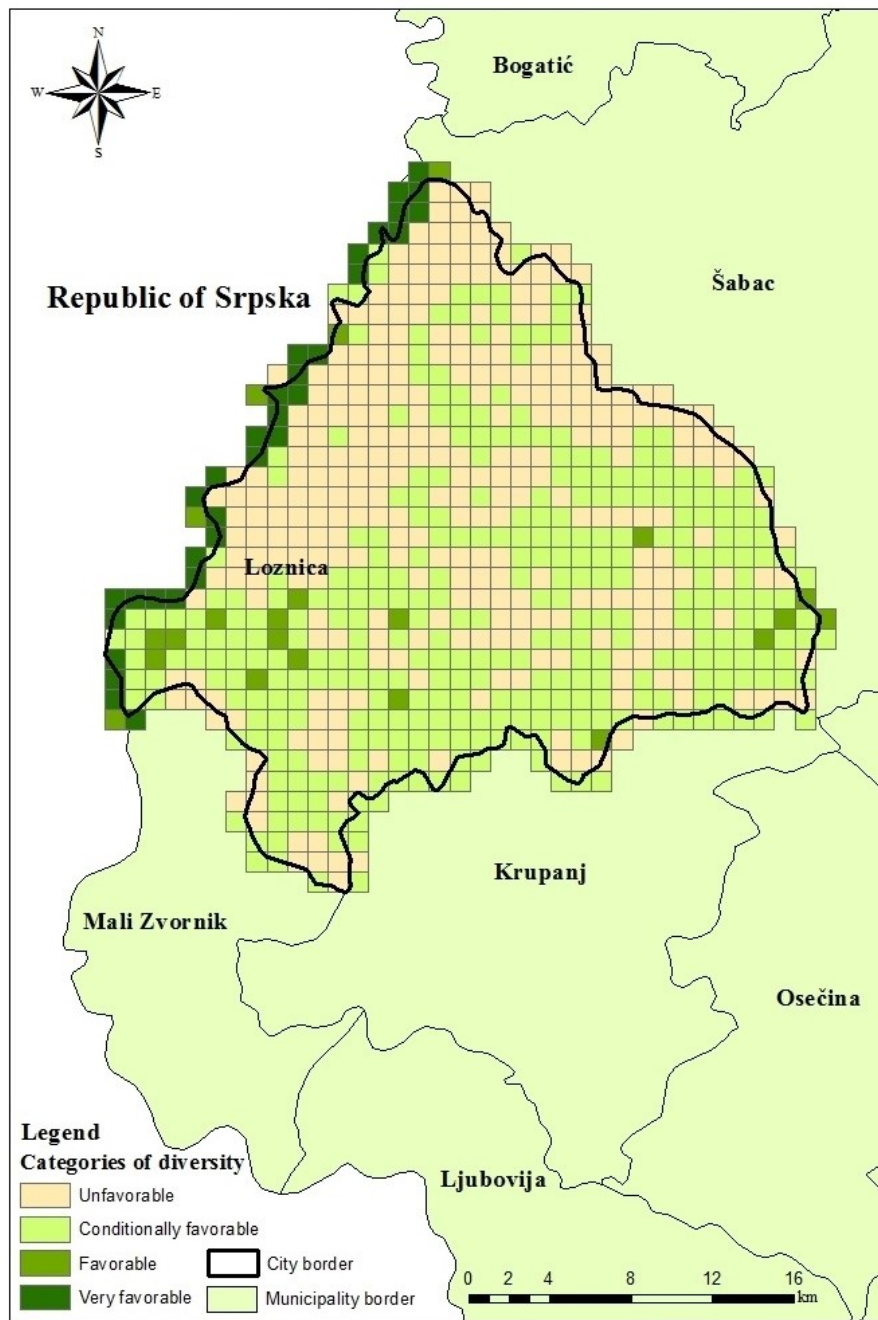 N
W E
S
Bogatić
Šabac
Republic of Srpska
Loznica
Krupanj
Mali Zvornik
Osečina
Ljubovija
Legend
Categories of diversity
Unfavorable
Conditionally favorable
Favorable
City border
Very favorable
Municipality border
0 2 4 8 12 16
km